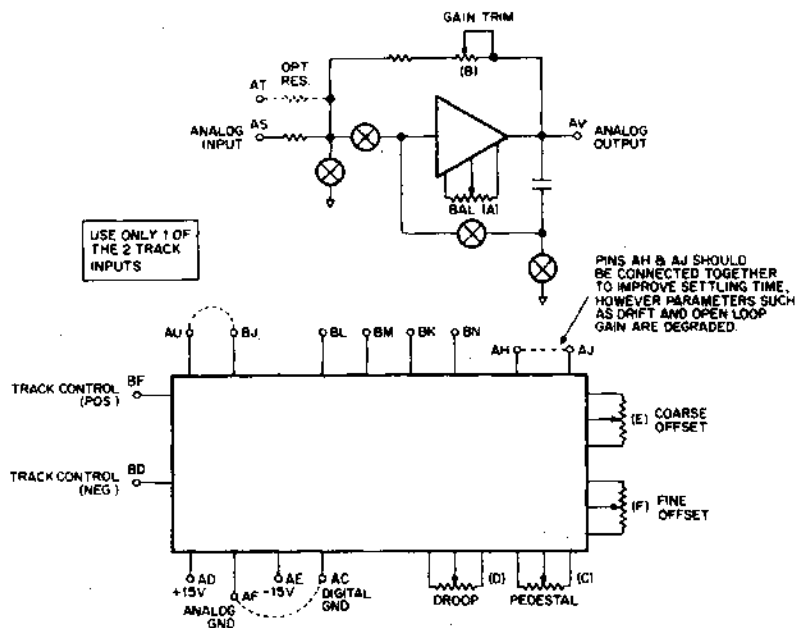 GAIN TRIM
(B)
OPT
RES.
AT
ANALOG
INPUT
AS
AV
ANALOG
OUTPUT
BAL (A)
USE ONLY 1 OF
THE 2 TRACK
INPUTS
PINS AH & AJ SHOULD
BE CONNECTED TOGETHER
TO IMPROVE SETTLING TIME,
HOWEVER PARAMETERS SUCH
AS DRIFT AND OPEN LOOP
GAIN ARE DEGRADED.
AU
BJ
BL
BM
BK
BN
AH
AJ
TRACK CONTROL
(POS)
BF
(E) COARSE
OFFSET
TRACK CONTROL
(NEG)
BD
(F) FINE
OFFSET
AD
+15V
AF
ANALOG
GND
AE
-15V
AC
DIGITAL
GND
(D)
DROOP
(C)
PEDESTAL